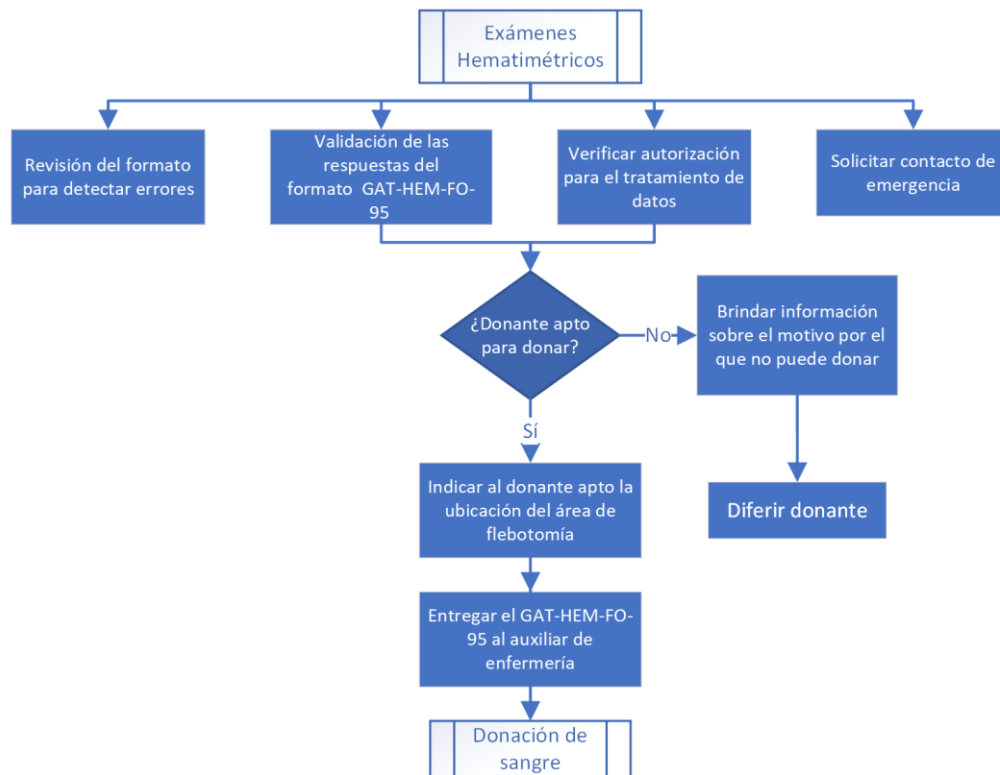 Exámenes
Hematimétricos
Revisión del formato
para detectar errores
Validación de las
respuestas del
formato GAT-HEM-FO-
95
Verificar autorización
para el tratamiento de
datos
Solicitar contacto de
emergencia
¿Donante apto
para donar?
No
Brindar información
sobre el motivo por el
que no puede donar
Sí
Indicar al donante apto la
ubicación del área de
flebotomía
Diferir donante
Entregar el GAT-HEM-FO-
95 al auxiliar de
enfermería
Donación de
sangre